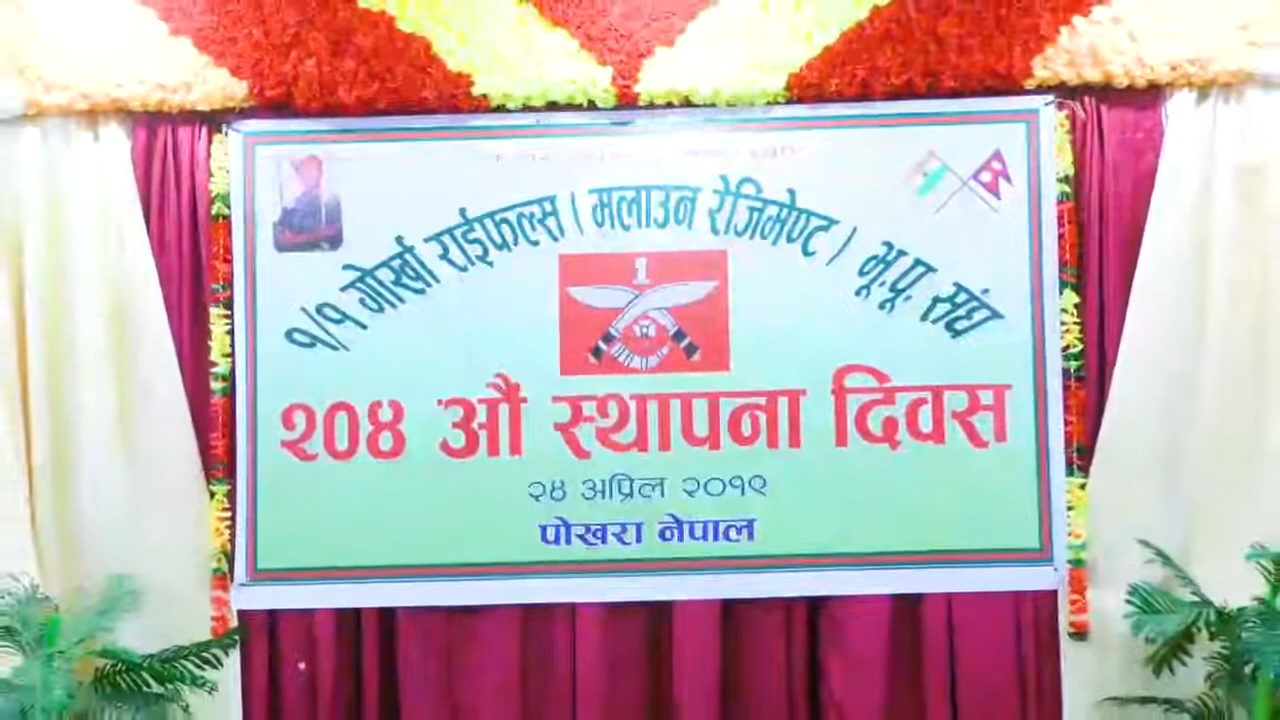 १/१ गोर्खा राईफल्स । मलाउन रेजिमेण्ट । भू.पू. संघ
1
२०४ औ स्थापना दिवस
२४ अप्रिल २०१९
पोखरा नेपाल